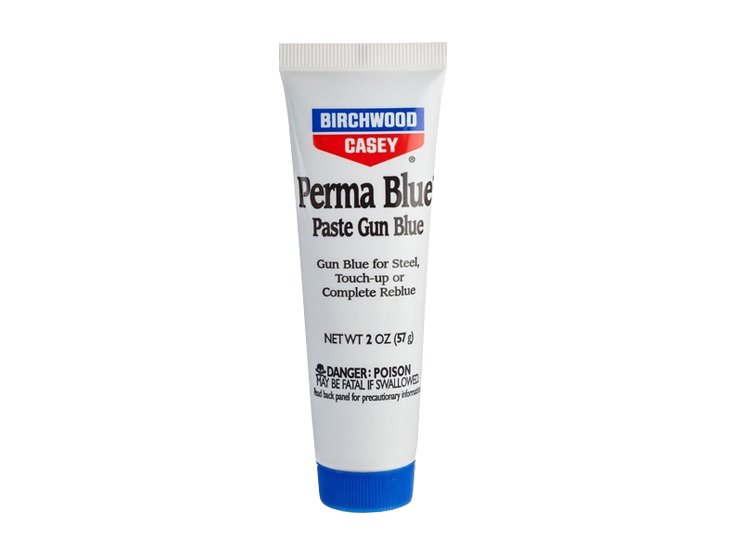 BIRCHWOOD
CASEY
®
Perma Blue
Paste Gun Blue
Gun Blue for Steel,
Touch-up or
Complete Reblue
NET WT 2 OZ (57 g)
DANGER: POISON
MAY BE FATAL IF SWALLOWED.
Read back panel for precautionary